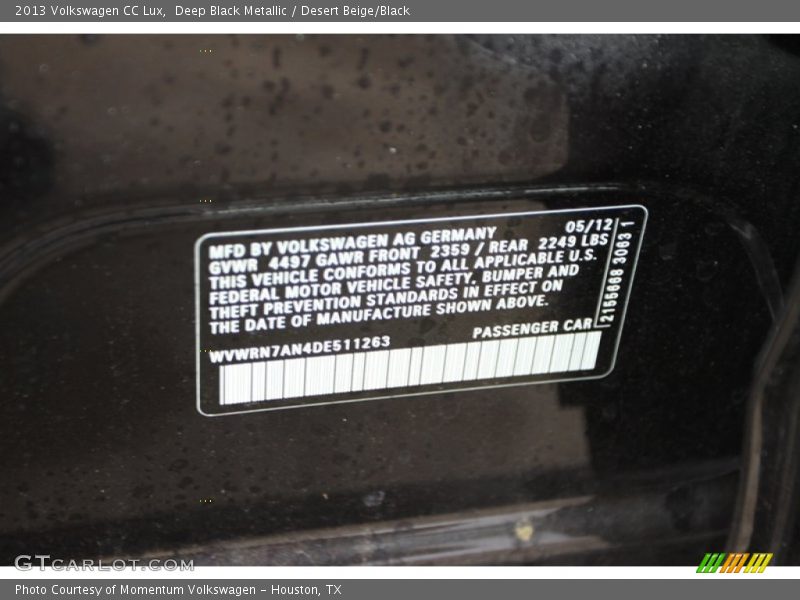 2013 Volkswagen CC Lux,  Deep Black Metallic / Desert Beige/Black
MFD BY VOLKSWAGEN AG GERMANY 05/12
GVWR 4497 GAWR FRONT 2359 / REAR 2249 LBS
THIS VEHICLE CONFORMS TO ALL APPLICABLE U.S.
FEDERAL MOTOR VEHICLE SAFETY, BUMPER AND
THEFT PREVENTION STANDARDS IN EFFECT ON
THE DATE OF MANUFACTURE SHOWN ABOVE.
WVWRN7AN4DE511263 PASSENGER CAR
2166668 3063 1
GTCARLOT.COM
Photo Courtesy of Momentum Volkswagen - Houston, TX